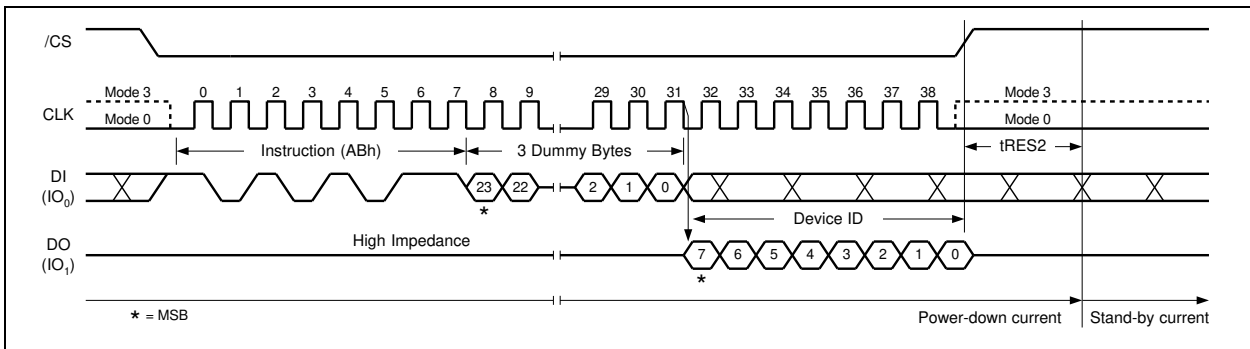 /CS
Mode 3 0 1 2 3 4 5 6 7 8 9 29 30 31 32 33 34 35 36 37 38 Mode 3
CLK
Mode 0 Mode 0
Instruction (ABh) 3 Dummy Bytes tRES2
DI
(IO0)
23 22 2 1 0
*
Device ID
DO
(IO1)
High Impedance
7 6 5 4 3 2 1 0
*
* = MSB
Power-down current Stand-by current